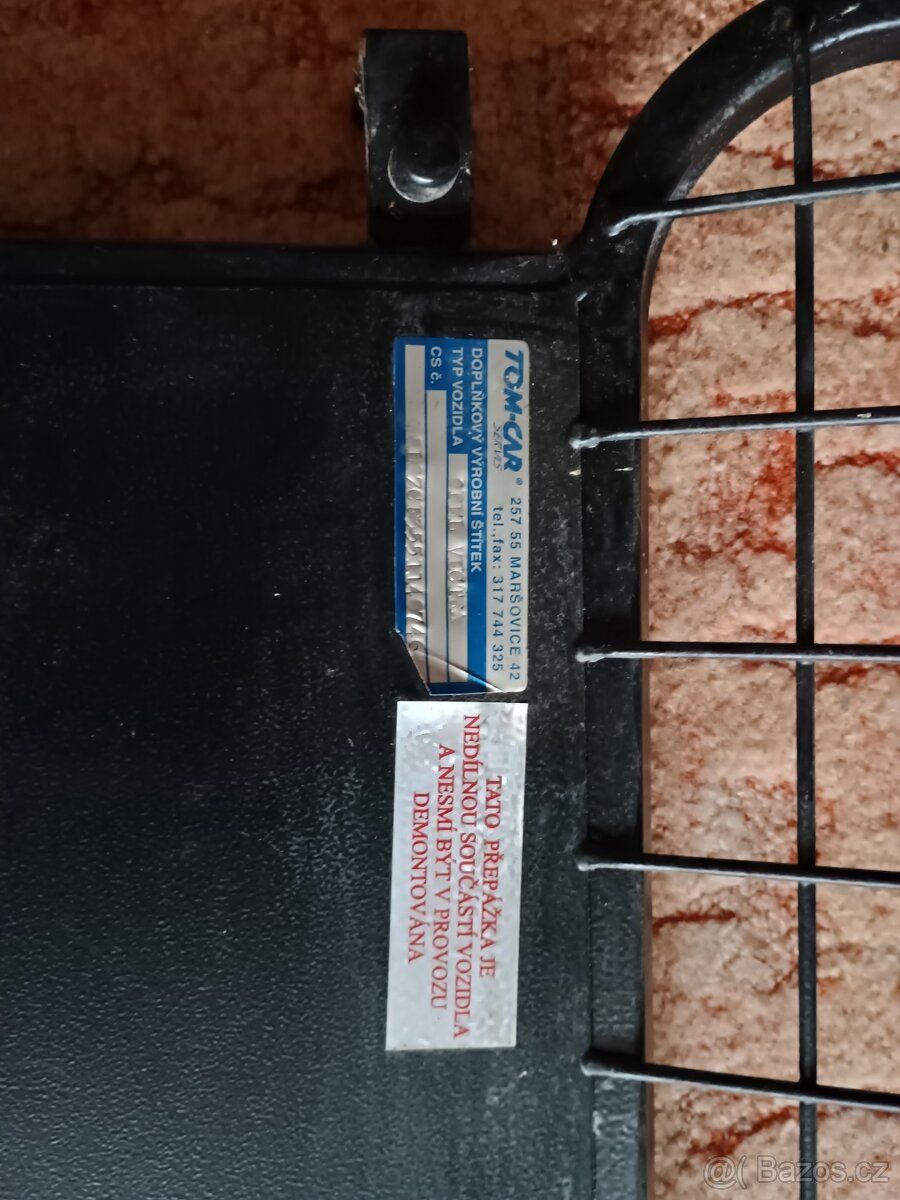 TOM-CAR®
SERVIS
257 55 MARŠOVICE 42
tel.,fax: 317 744 325
DOPLŇKOVÝ VÝROBNÍ ŠTÍTEK
TYP VOZIDLA
CS č.
TATO PŘEPÁŽKA JE
NEDÍLNOU SOUČÁSTÍ VOZIDLA
A NESMÍ BÝT V PROVOZU
DEMONTOVÁNA
@( Bazos.cz